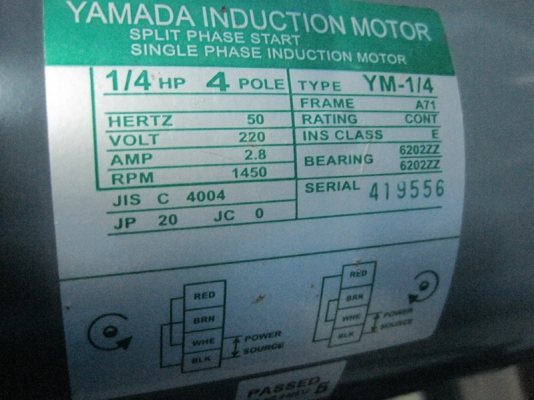 YAMADA INDUCTION MOTOR
SPLIT PHASE START
SINGLE PHASE INDUCTION MOTOR
1/4 HP 4 POLE
HERTZ 50
VOLT 220
AMP 2.8
RPM 1450
JIS C 4004
JP 20 JC 0
TYPE YM-1/4
FRAME A71
RATING CONT
INS CLASS E
BEARING 6202ZZ
6202ZZ
SERIAL 419556
RED
BRN
WHE
BLK
POWER
SOURCE
RED
BRN
WHE
BLK
POWER
SOURCE
PASSED
5